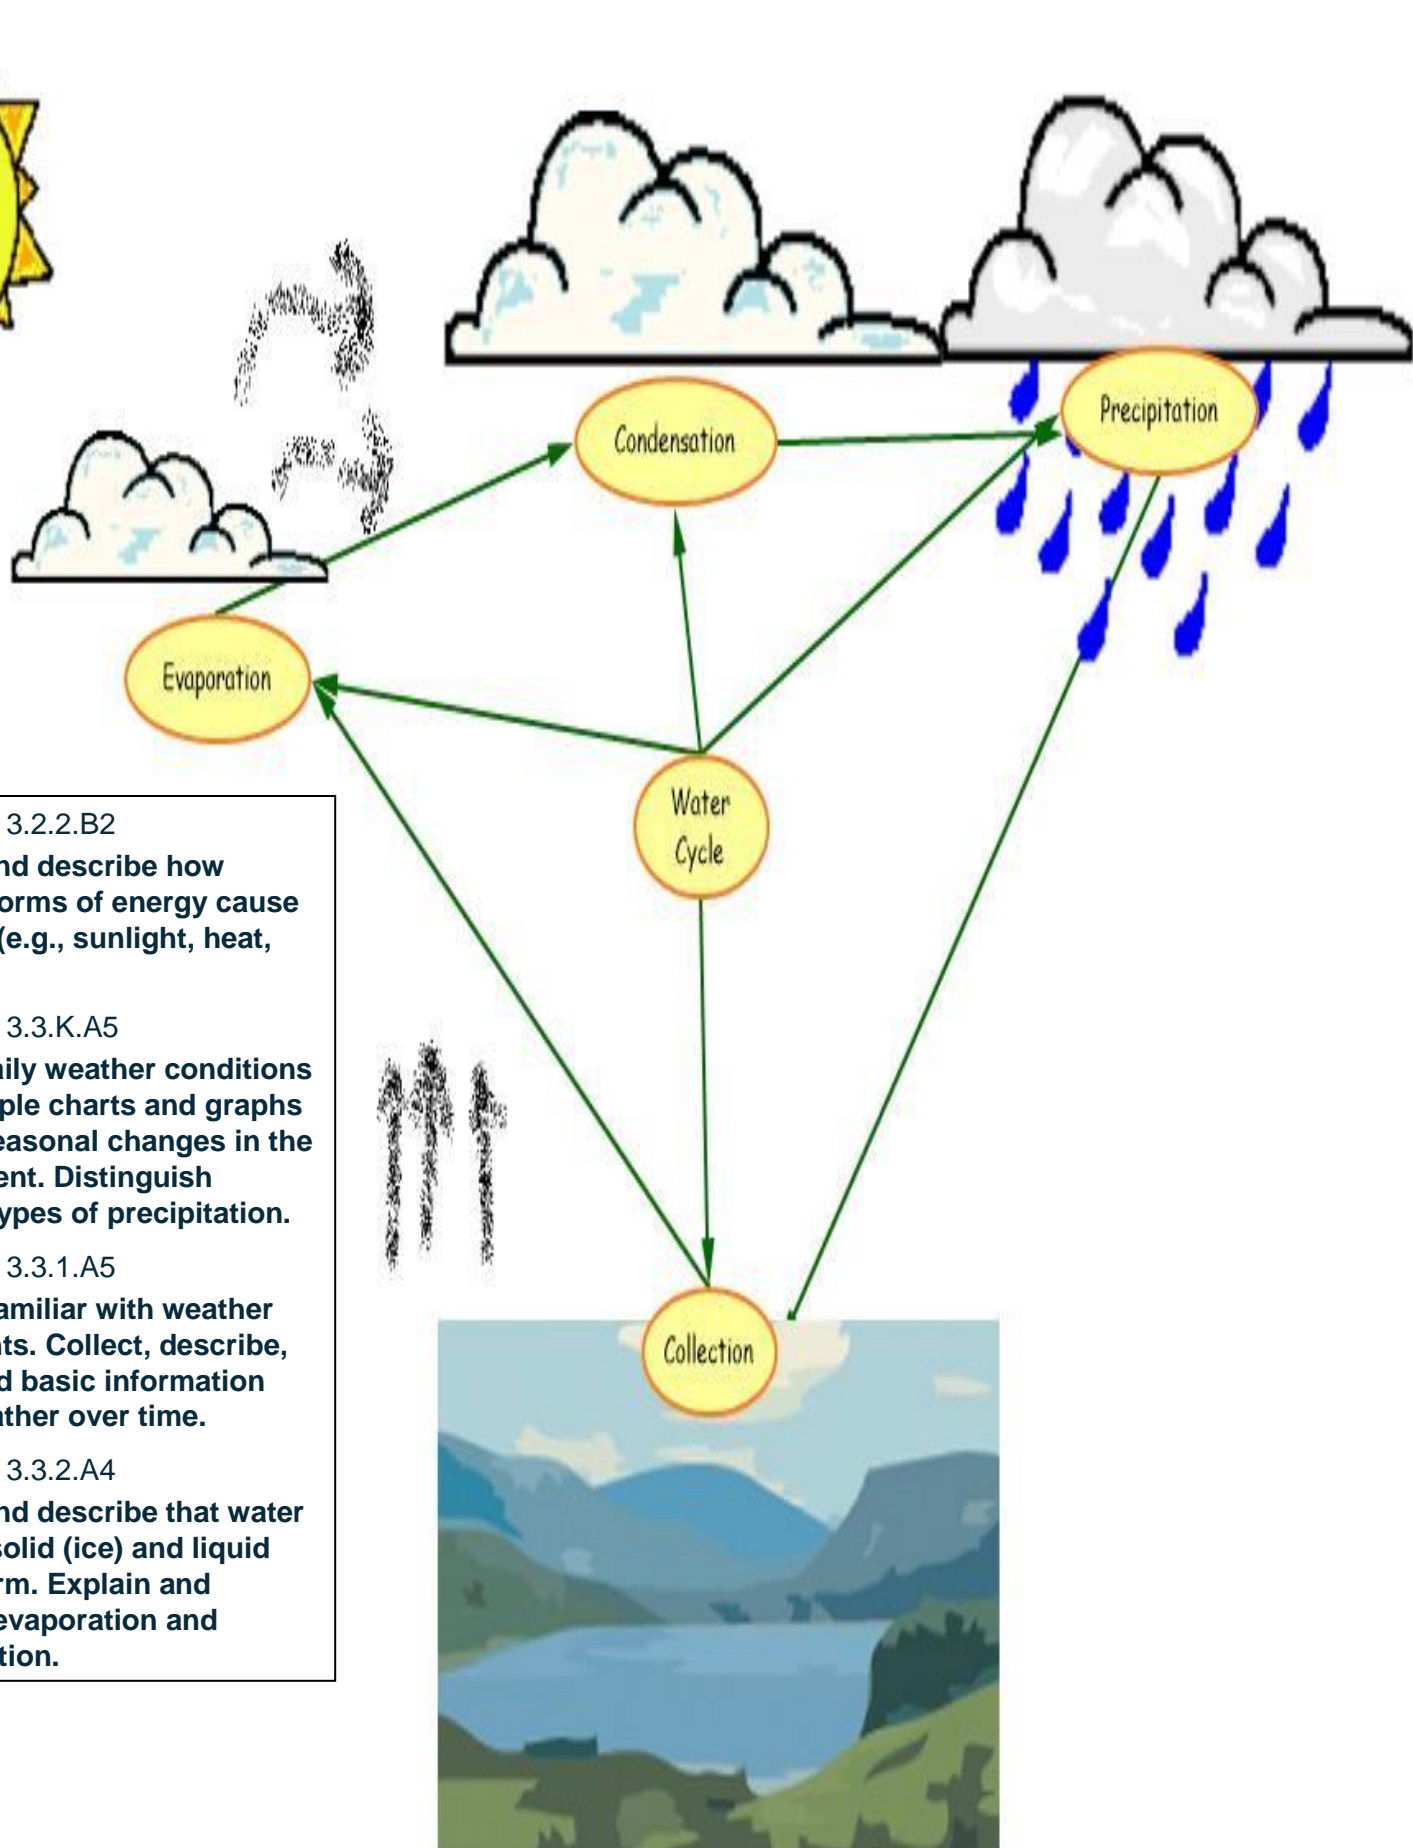 Precipitation
Condensation
Evaporation
Water
Cycle
Collection
3.2.2.B2
nd describe how
orms of energy cause
(e.g., sunlight, heat,
3.3.K.A5
aily weather conditions
ple charts and graphs
easonal changes in the
ent. Distinguish
ypes of precipitation.
3.3.1.A5
amiliar with weather
nts. Collect, describe,
d basic information
ather over time.
3.3.2.A4
nd describe that water
solid (ice) and liquid
rm. Explain and
evaporation and
tion.